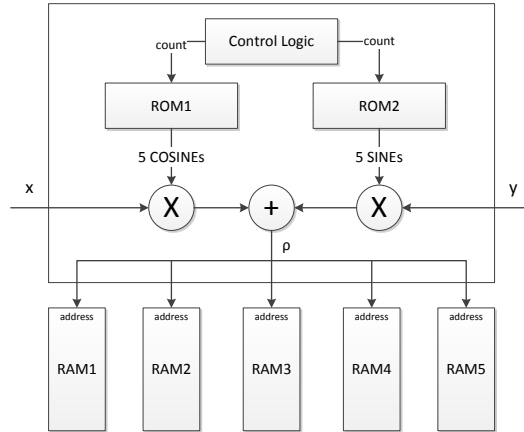 Control Logic
count
count
ROM1
ROM2
5 COSINEs
5 SINEs
x
y
X
+
X
ρ
address
address
address
address
address
RAM1
RAM2
RAM3
RAM4
RAM5